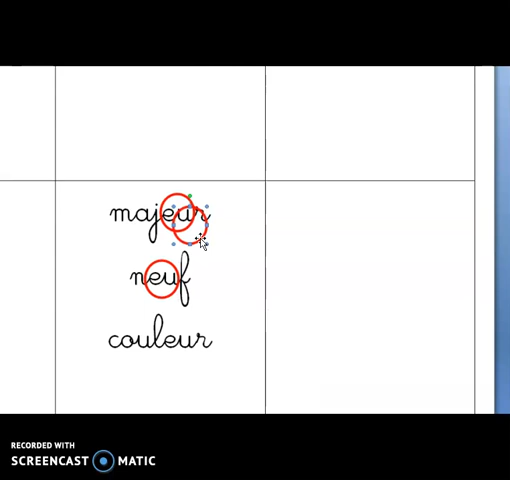 majeur
neuf
couleur
RECORDED WITH
SCREENCAST MATIC